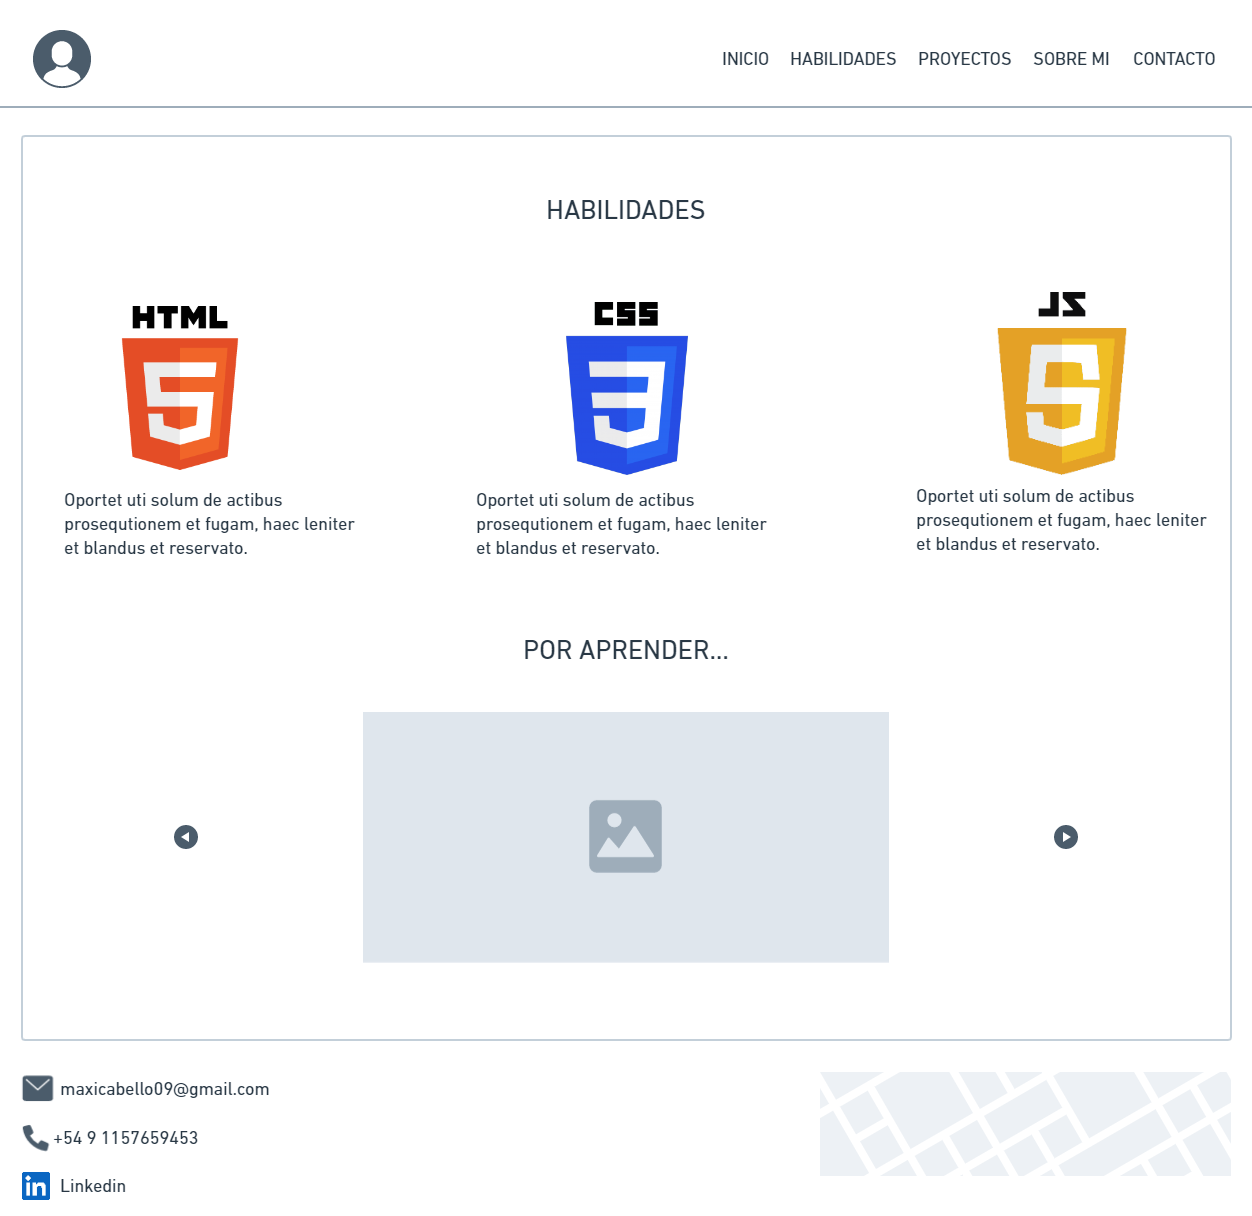 INICIO HABILIDADES PROYECTOS SOBRE MI CONTACTO
HABILIDADES
HTML
5
Oportet uti solum de actibus
prosequtionem et fugam, haec leniter
et blandus et reservato.
CSS
3
Oportet uti solum de actibus
prosequtionem et fugam, haec leniter
et blandus et reservato.
JS
S
Oportet uti solum de actibus
prosequtionem et fugam, haec leniter
et blandus et reservato.
POR APRENDER...
maxicabello09@gmail.com
+54 9 1157659453
in Linkedin